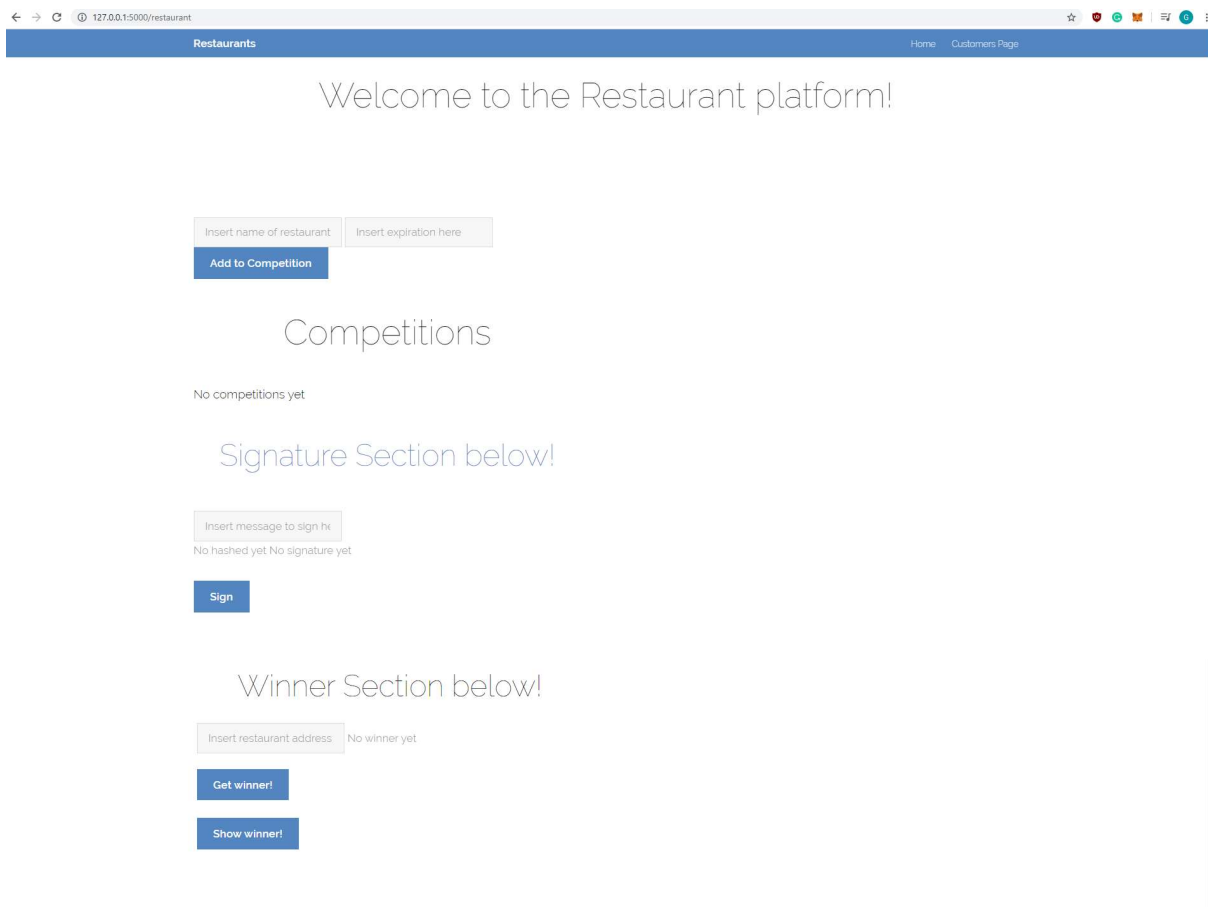 127.0.0.1:5000/restaurant
Restaurants Home Customers Page
Welcome to the Restaurant platform!
Insert name of restaurant Insert expiration here
Add to Competition
Competitions
No competitions yet
Signature Section below!
Insert message to sign he
No hashed yet No signature yet
Sign
Winner Section below!
Insert restaurant address No winner yet
Get winner!
Show winner!